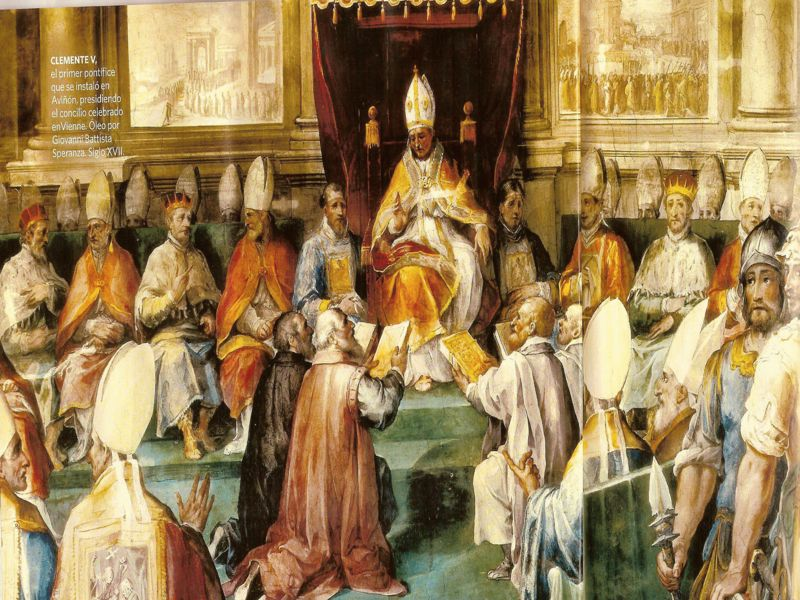 CLEMENTE V,
el primer pontífice
que se instaló en
Aviñón, presidiendo
el concilio celebrado
en Vienne. Óleo por
Giovanni Battista
Speranza. Siglo XVII.